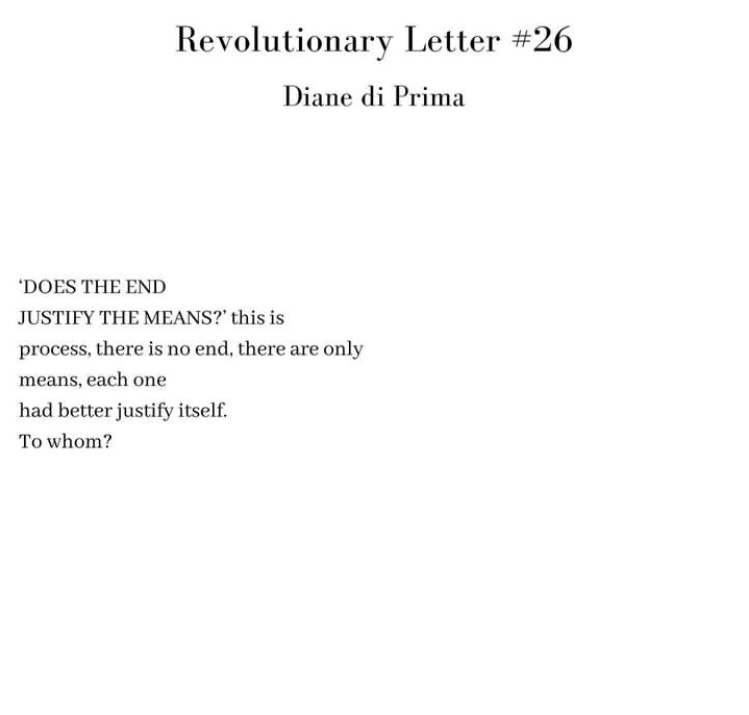 Revolutionary Letter #26
Diane di Prima
‘DOES THE END
JUSTIFY THE MEANS?’ this is
process, there is no end, there are only
means, each one
had better justify itself.
To whom?